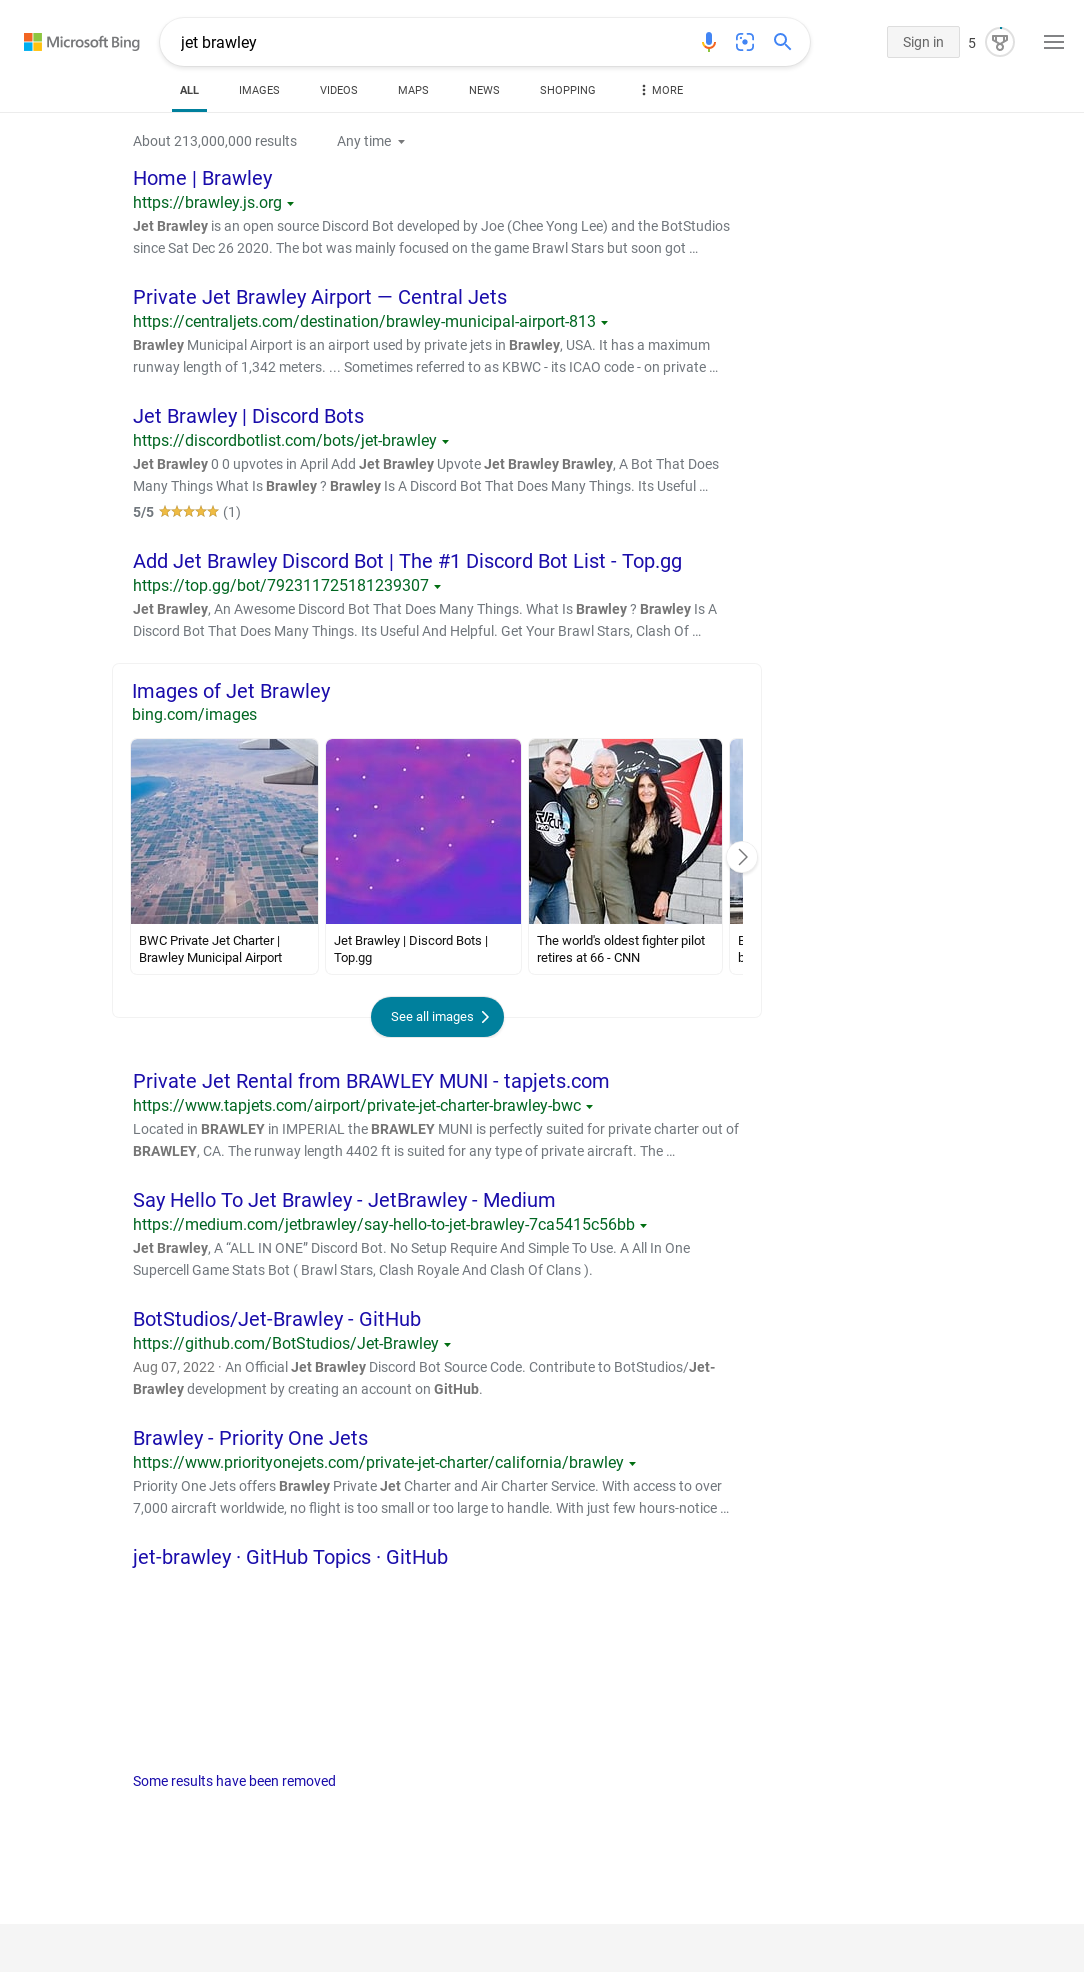 Microsoft Bing
jet brawley
Sign in
5
ALL
IMAGES
VIDEOS
MAPS
NEWS
SHOPPING
MORE
About 213,000,000 results
Any time
Home | Brawley
https://brawley.js.org
Jet Brawley is an open source Discord Bot developed by Joe (Chee Yong Lee) and the BotStudios
since Sat Dec 26 2020. The bot was mainly focused on the game Brawl Stars but soon got …
Private Jet Brawley Airport — Central Jets
https://centraljets.com/destination/brawley-municipal-airport-813
Brawley Municipal Airport is an airport used by private jets in Brawley, USA. It has a maximum
runway length of 1,342 meters. ... Sometimes referred to as KBWC - its ICAO code - on private …
Jet Brawley | Discord Bots
https://discordbotlist.com/bots/jet-brawley
Jet Brawley 0 0 upvotes in April Add Jet Brawley Upvote Jet Brawley Brawley, A Bot That Does
Many Things What Is Brawley ? Brawley Is A Discord Bot That Does Many Things. Its Useful …
5/5 (1)
Add Jet Brawley Discord Bot | The #1 Discord Bot List - Top.gg
https://top.gg/bot/792311725181239307
Jet Brawley, An Awesome Discord Bot That Does Many Things. What Is Brawley ? Brawley Is A
Discord Bot That Does Many Things. Its Useful And Helpful. Get Your Brawl Stars, Clash Of …
Images of Jet Brawley
bing.com/images
BWC Private Jet Charter |
Brawley Municipal Airport
Jet Brawley | Discord Bots |
Top.gg
The world's oldest fighter pilot
retires at 66 - CNN
See all images
Private Jet Rental from BRAWLEY MUNI - tapjets.com
https://www.tapjets.com/airport/private-jet-charter-brawley-bwc
Located in BRAWLEY in IMPERIAL the BRAWLEY MUNI is perfectly suited for private charter out of
BRAWLEY, CA. The runway length 4402 ft is suited for any type of private aircraft. The …
Say Hello To Jet Brawley - JetBrawley - Medium
https://medium.com/jetbrawley/say-hello-to-jet-brawley-7ca5415c56bb
Jet Brawley, A “ALL IN ONE” Discord Bot. No Setup Require And Simple To Use. A All In One
Supercell Game Stats Bot ( Brawl Stars, Clash Royale And Clash Of Clans ).
BotStudios/Jet-Brawley - GitHub
https://github.com/BotStudios/Jet-Brawley
Aug 07, 2022 · An Official Jet Brawley Discord Bot Source Code. Contribute to BotStudios/Jet-
Brawley development by creating an account on GitHub.
Brawley - Priority One Jets
https://www.priorityonejets.com/private-jet-charter/california/brawley
Priority One Jets offers Brawley Private Jet Charter and Air Charter Service. With access to over
7,000 aircraft worldwide, no flight is too small or too large to handle. With just few hours-notice …
jet-brawley · GitHub Topics · GitHub
Some results have been removed